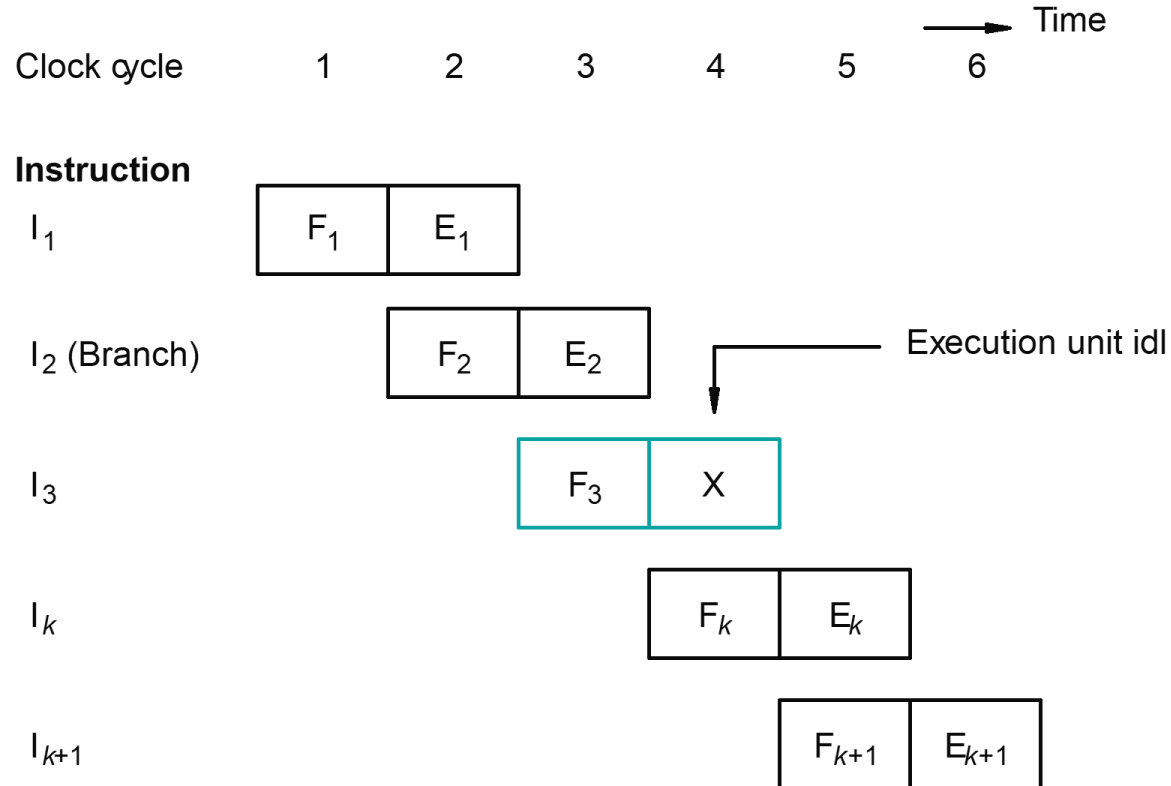 Time
Clock cycle 1 2 3 4 5 6
Instruction
I1 F1 E1
I2 (Branch) F2 E2 Execution unit idl
I3 F3 X
Ik Fk Ek
Ik+1 Fk+1 Ek+1